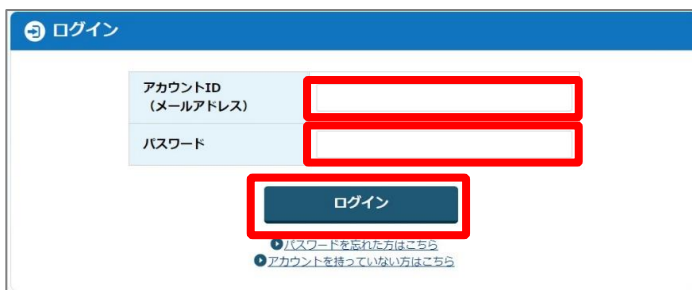 ログイン
アカウントID
（メールアドレス）
パスワード
ログイン
パスワードを忘れた方はこちら
アカウントを持っていない方はこちら